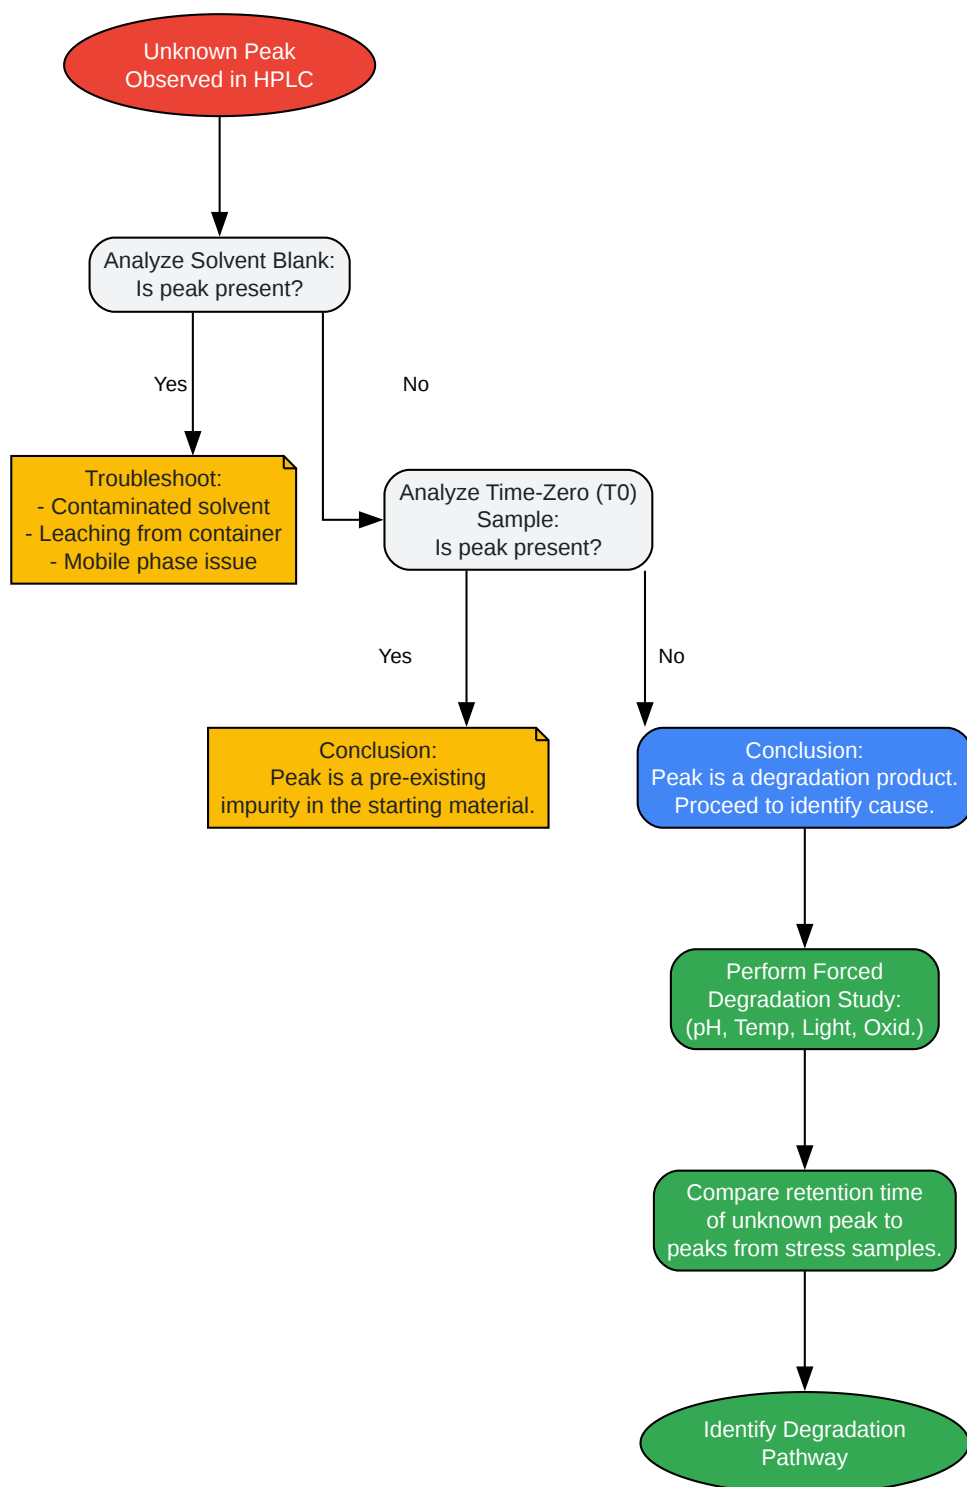 Unknown Peak
Observed in HPLC
Analyze Solvent Blank:
Is peak present?
Yes
No
Troubleshoot:
- Contaminated solvent
- Leaching from container
- Mobile phase issue
Analyze Time-Zero (T0)
Sample:
Is peak present?
Yes
No
Conclusion:
Peak is a pre-existing
impurity in the starting material.
Conclusion:
Peak is a degradation product.
Proceed to identify cause.
Perform Forced
Degradation Study:
(pH, Temp, Light, Oxid.)
Compare retention time
of unknown peak to
peaks from stress samples.
Identify Degradation
Pathway